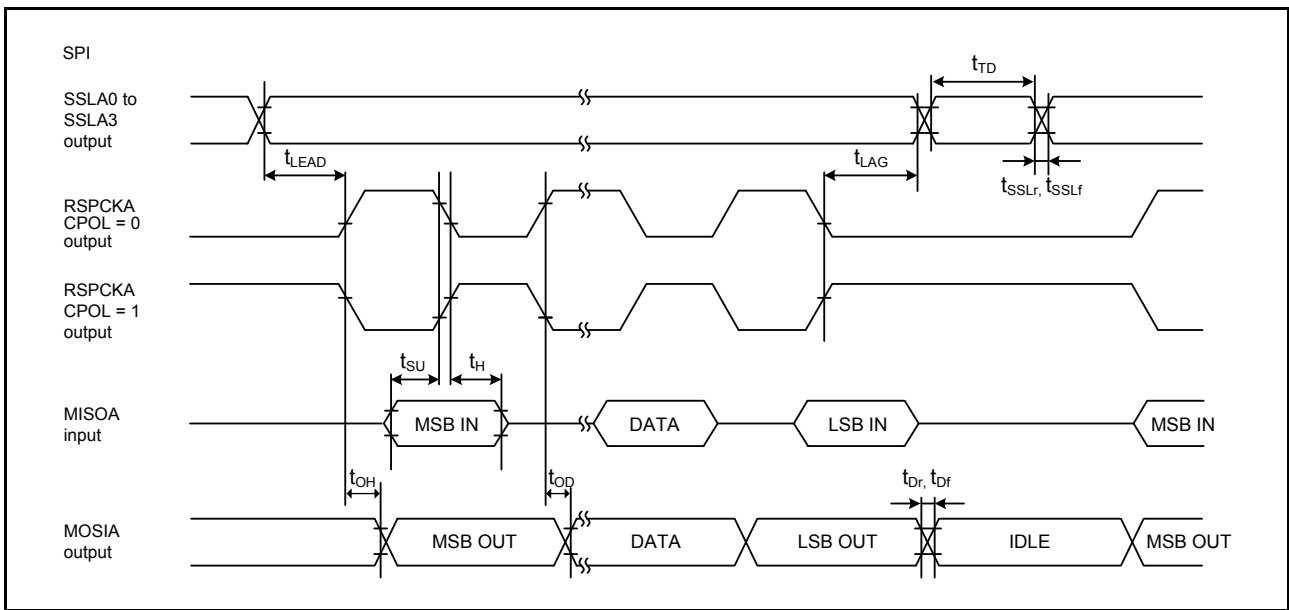 SPI
SSLA0 to
SSLA3
output
tTD
tLEAD
tLAG
tSSLr, tSSLf
RSPCKA
CPOL = 0
output
RSPCKA
CPOL = 1
output
tSU
tH
MISOA
input
MSB IN
DATA
LSB IN
MSB IN
tOH
tOD
tDr, tDf
MOSIA
output
MSB OUT
DATA
LSB OUT
IDLE
MSB OUT